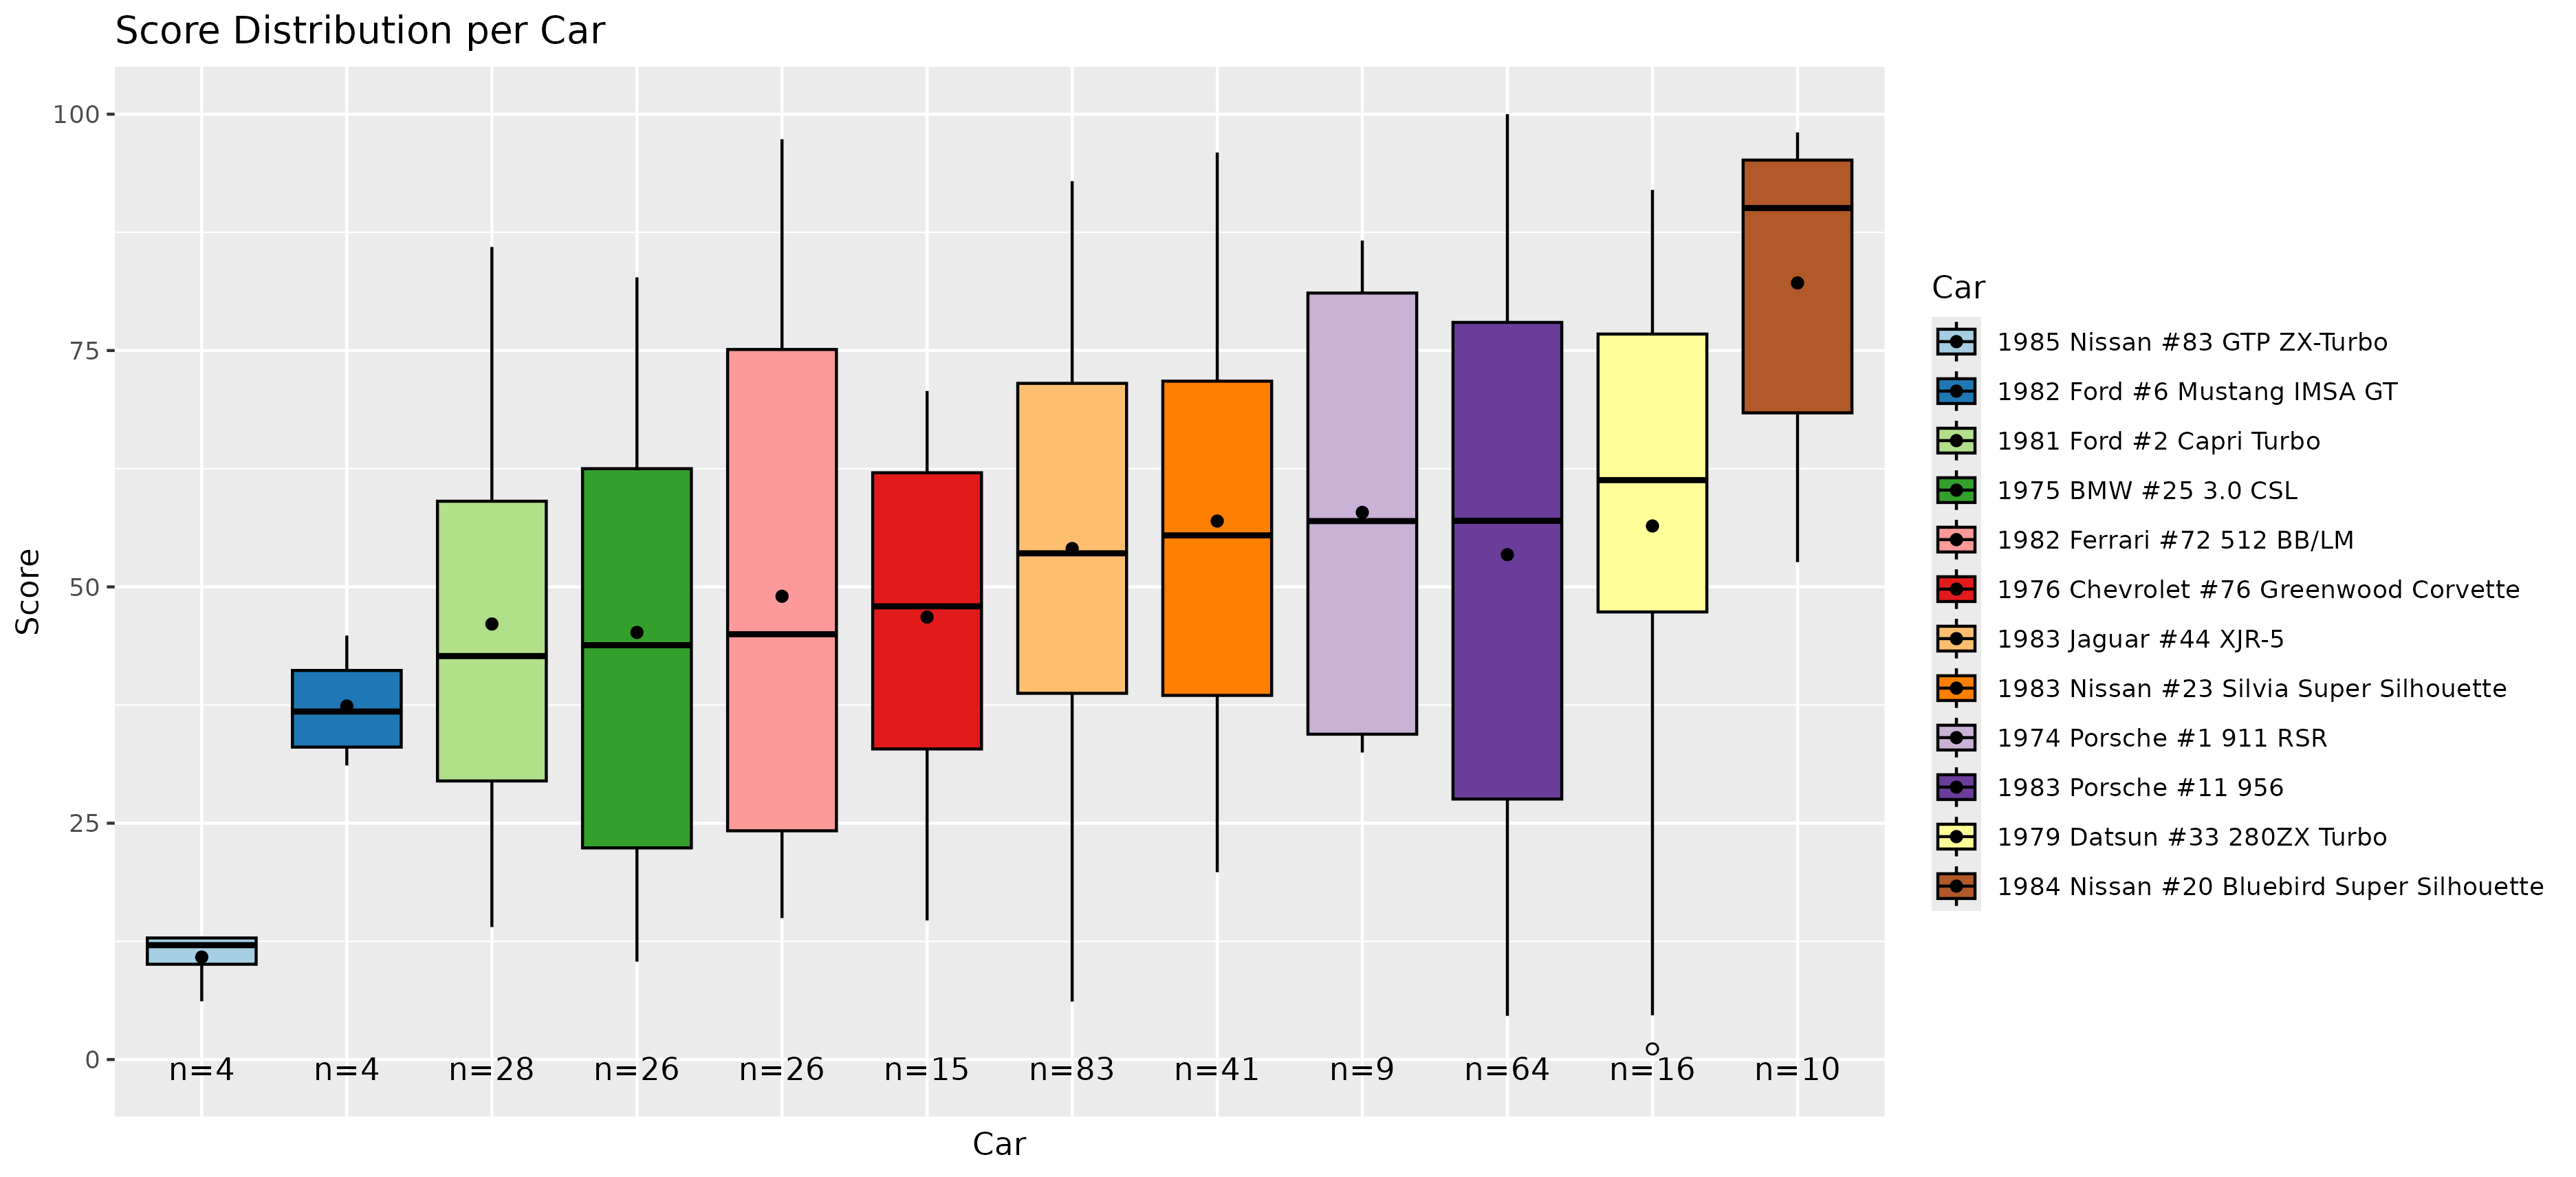 Score Distribution per Car
100
75
50
25
0
Score
n=4 n=4 n=28 n=26 n=26 n=15 n=83 n=41 n=9 n=64 n=16 n=10
Car
Car
1985 Nissan #83 GTP ZX-Turbo
1982 Ford #6 Mustang IMSA GT
1981 Ford #2 Capri Turbo
1975 BMW #25 3.0 CSL
1982 Ferrari #72 512 BB/LM
1976 Chevrolet #76 Greenwood Corvette
1983 Jaguar #44 XJR-5
1983 Nissan #23 Silvia Super Silhouette
1974 Porsche #1 911 RSR
1983 Porsche #11 956
1979 Datsun #33 280ZX Turbo
1984 Nissan #20 Bluebird Super Silhouette